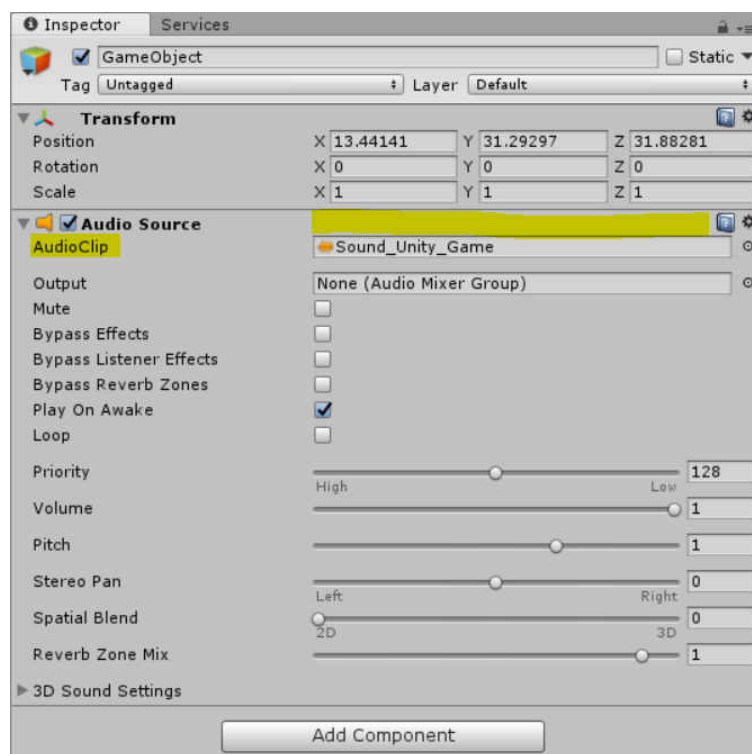 Inspector Services
GameObject Static
Tag Untagged Layer Default
Transform
Position X 13.44141 Y 31.29297 Z 31.88281
Rotation X 0 Y 0 Z 0
Scale X 1 Y 1 Z 1
Audio Source
AudioClip Sound_Unity_Game
Output None (Audio Mixer Group)
Mute
Bypass Effects
Bypass Listener Effects
Bypass Reverb Zones
Play On Awake
Loop
Priority 128
High Low
Volume 1
Pitch 1
Stereo Pan 0
Left Right
Spatial Blend 0
2D 3D
Reverb Zone Mix 1
3D Sound Settings
Add Component